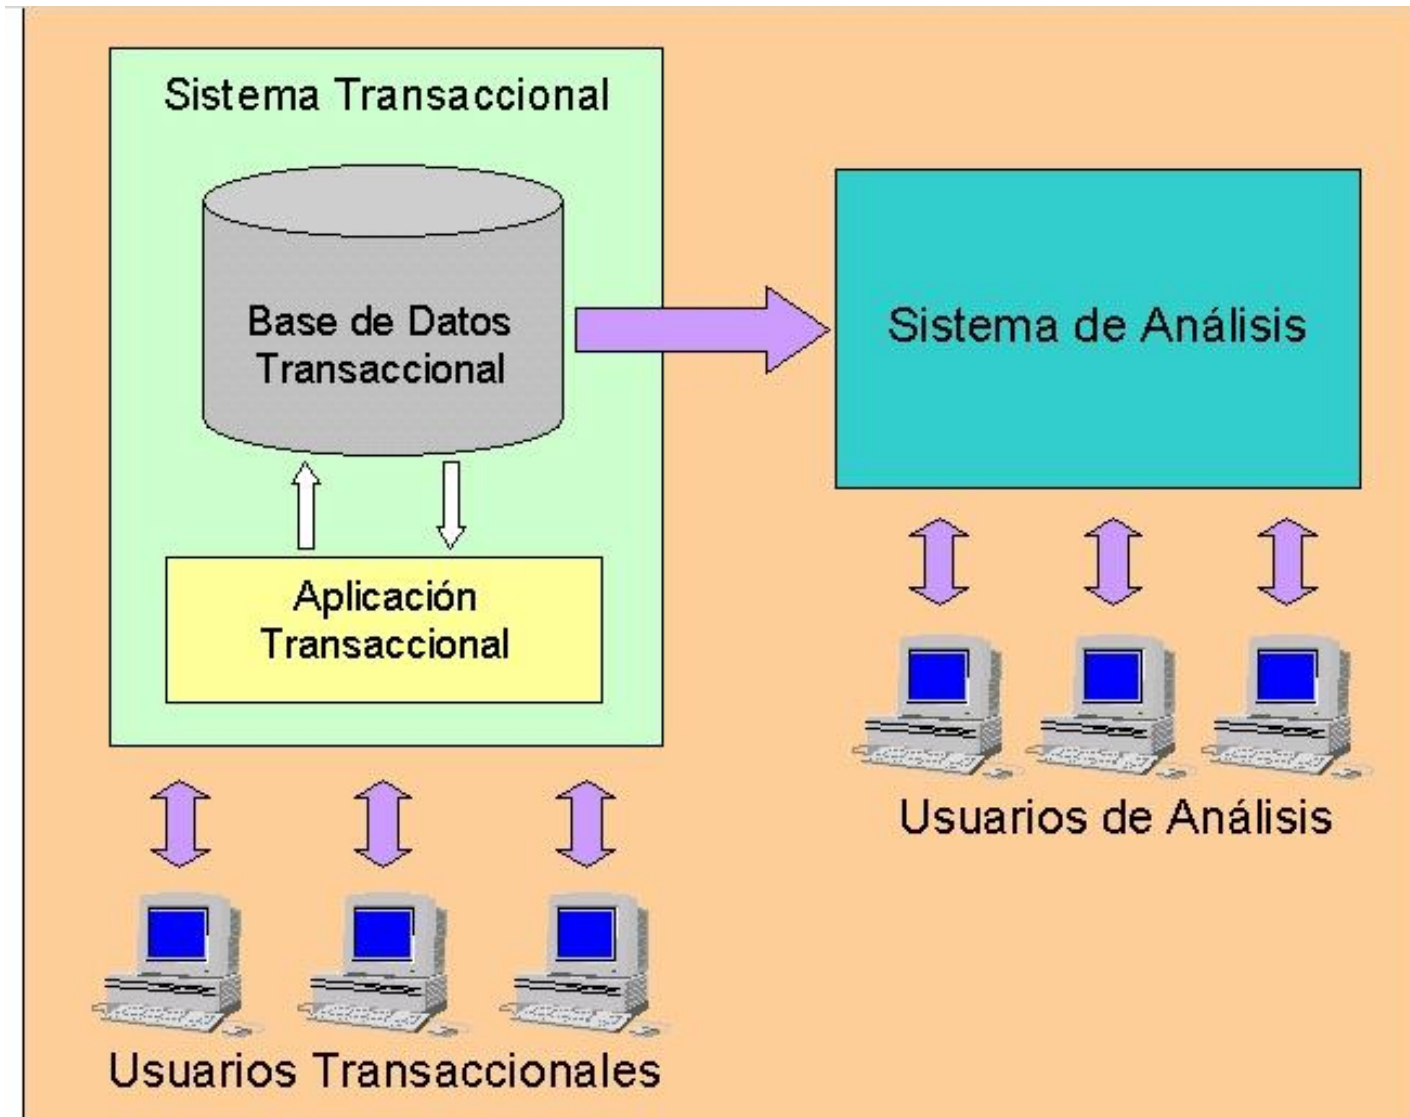 Sistema Transaccional
Base de Datos
Transaccional
Aplicación
Transaccional
Usuarios Transaccionales
Sistema de Análisis
Usuarios de Análisis